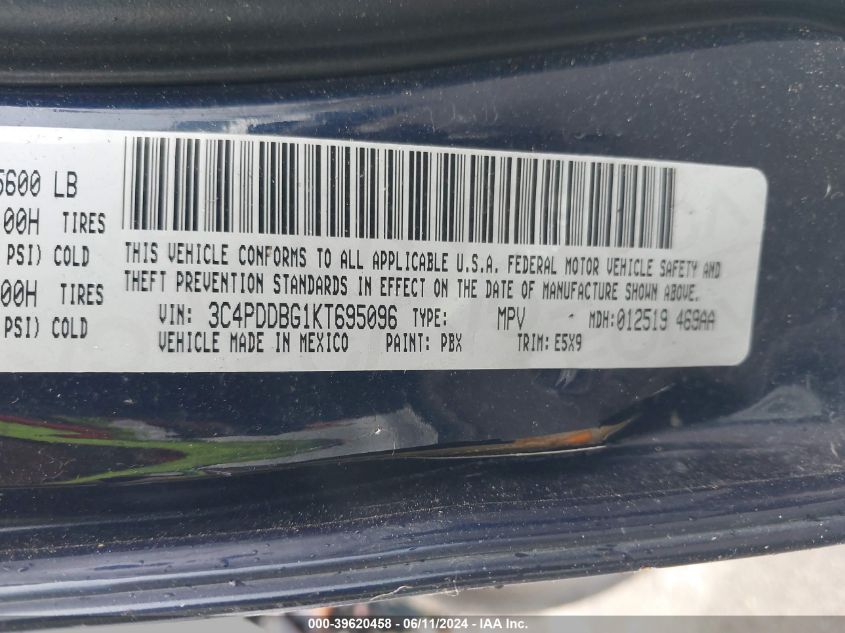 5600 LB
00H TIRES
PSI) COLD
00H TIRES
PSI) COLD
THIS VEHICLE CONFORMS TO ALL APPLICABLE U.S.A. FEDERAL MOTOR VEHICLE SAFETY AND
THEFT PREVENTION STANDARDS IN EFFECT ON THE DATE OF MANUFACTURE SHOWN ABOVE.
VIN: 3C4PDDBG1KT695096 TYPE: MPV MDH:012519 469AA
VEHICLE MADE IN MEXICO PAINT: PBX TRIM: E5X9
000-39620458 - 06/11/2024 - IAA Inc.